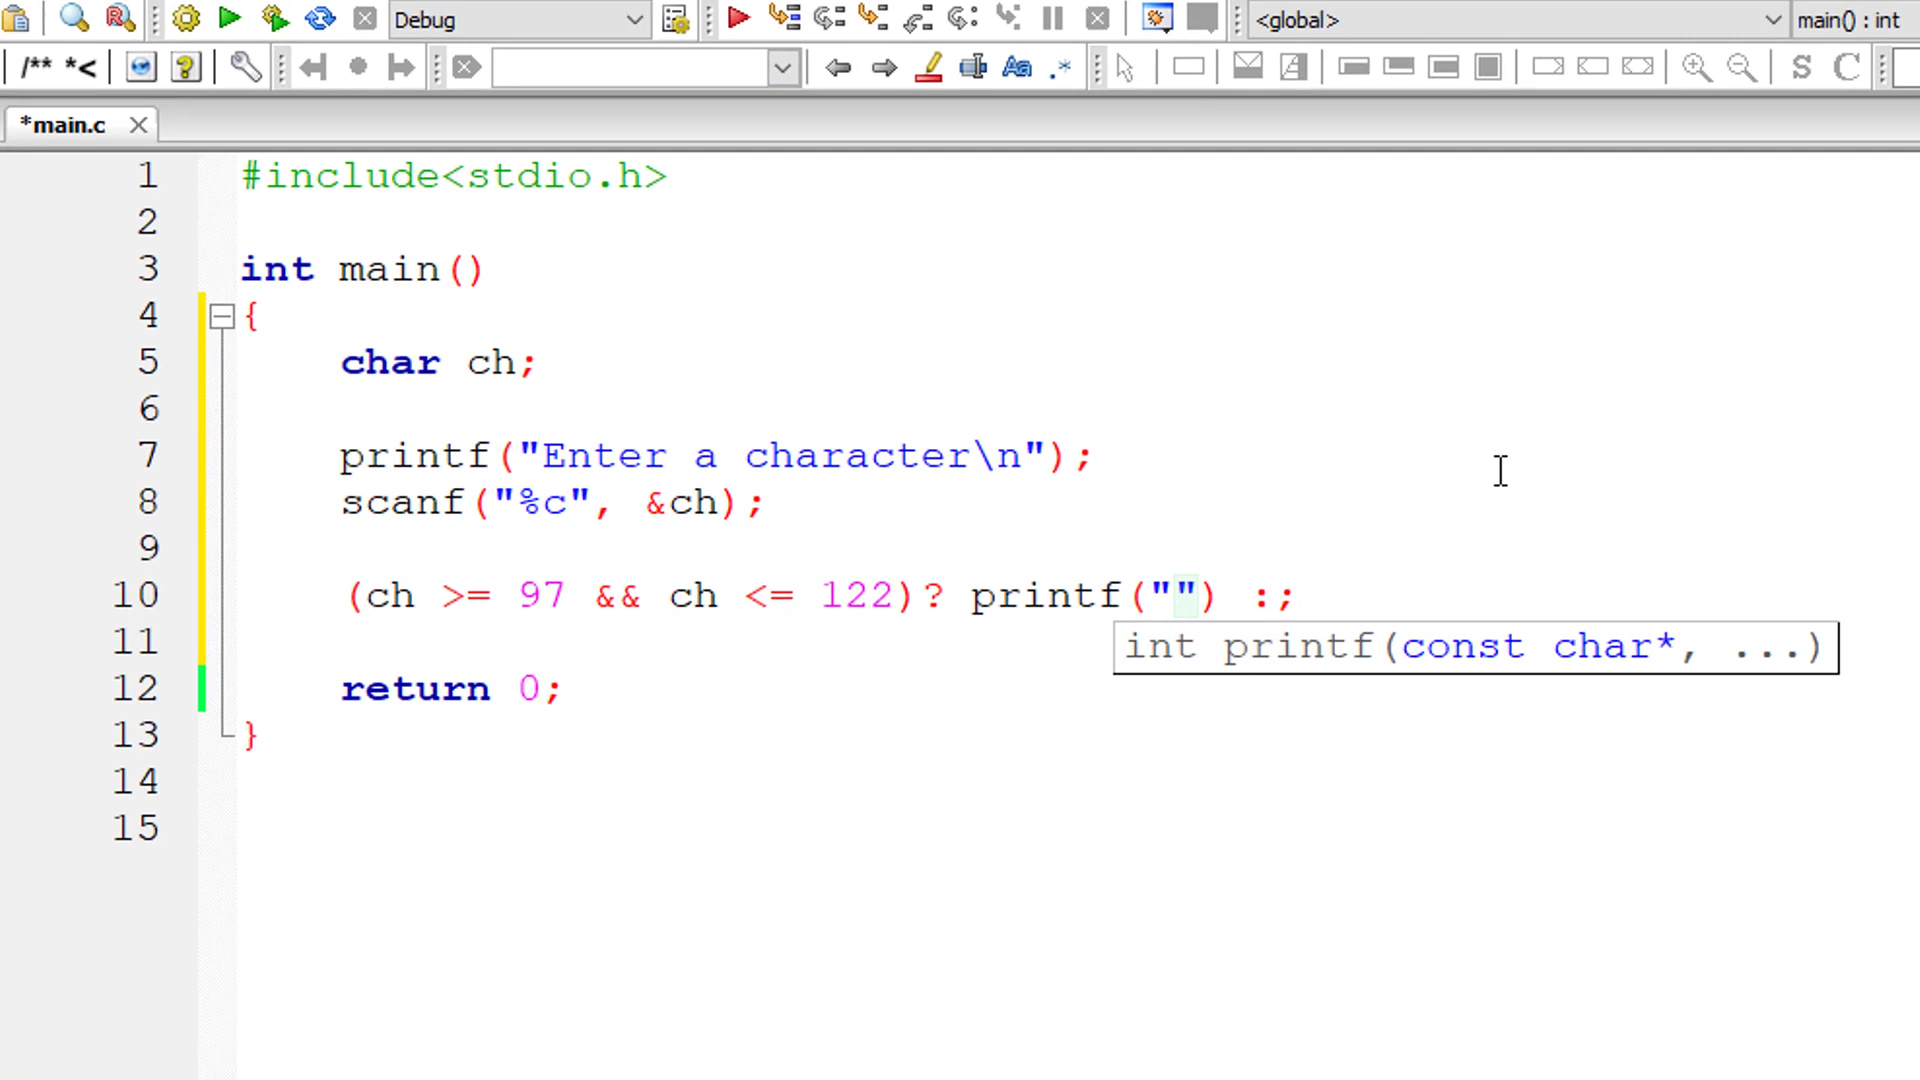 Debug
<global>
main() : int
/** *<
Aa
.*
S
C
*main.c
1 #include<stdio.h>
2
3 int main()
4 {
5 char ch;
6
7 printf("Enter a character\n");
8 scanf("%c", &ch);
9
10 (ch >= 97 && ch <= 122)? printf("") :;
int printf(const char*, ...)
11
12 return 0;
13 }
14
15